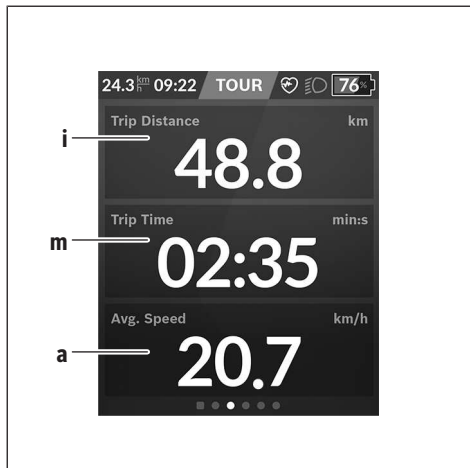 24.3 km/h 09:22 TOUR 76%
i Trip Distance km
48.8
m Trip Time min:s
02:35
a Avg. Speed km/h
20.7